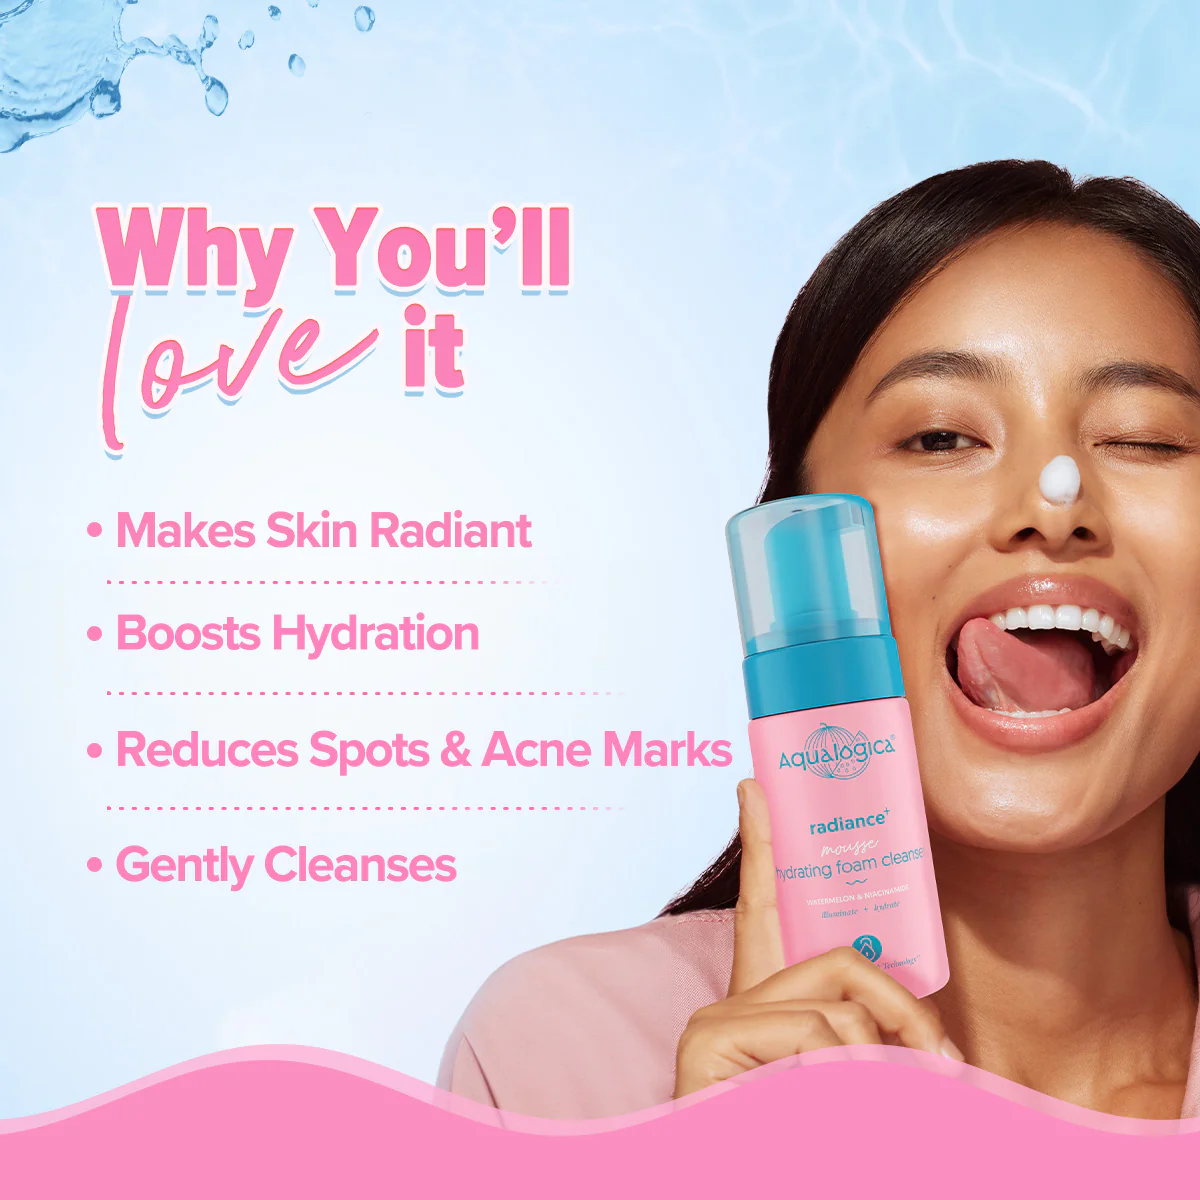 Why You'll
love it
• Makes Skin Radiant
• Boosts Hydration
• Reduces Spots & Acne Marks
• Gently Cleanses
Aqualogica®
radiance+
mousse
hydrating foam cleanse
WATERMELON & NIACINAMIDE
illuminate + hydrate
Technology"